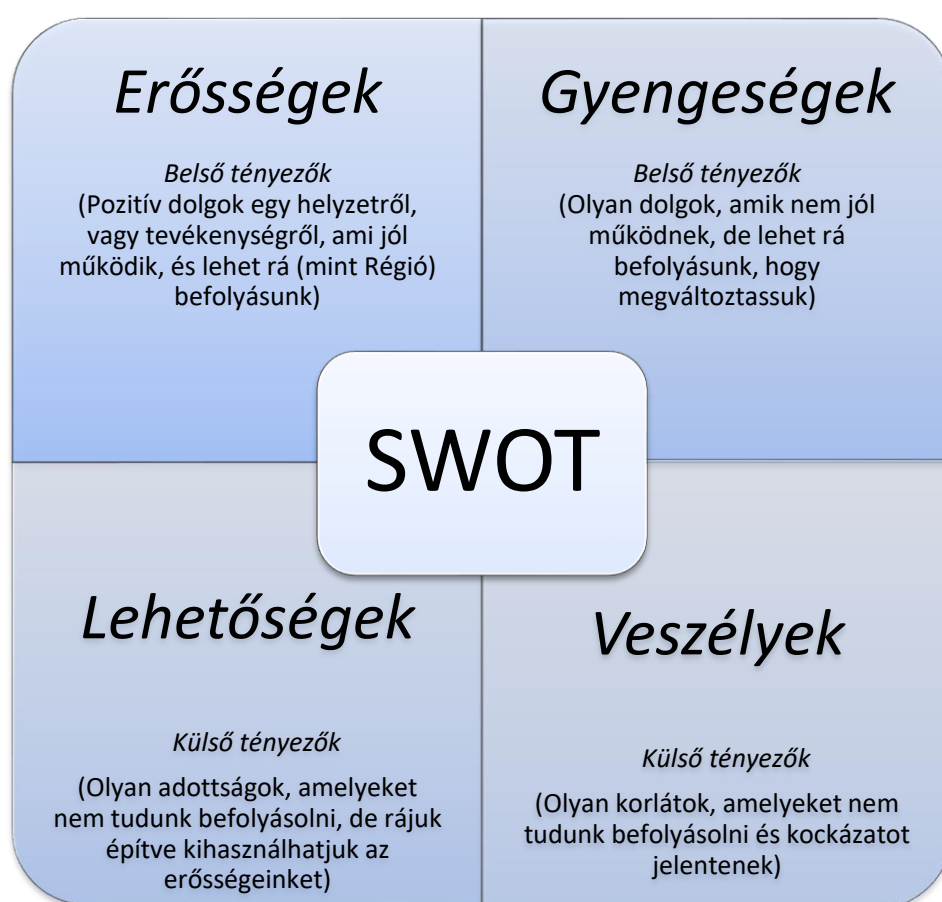 Erősségek
Belső tényezők
(Pozitív dolgok egy helyzetről,
vagy tevékenységről, ami jól
működik, és lehet rá (mint Régió)
befolyásunk)
Gyengeségek
Belső tényezők
(Olyan dolgok, amik nem jól
működnek, de lehet rá
befolyásunk, hogy
megváltoztassuk)
SWOT
Lehetőségek
Külső tényezők
(Olyan adottságok, amelyeket
nem tudunk befolyásolni, de rájuk
építve kihasználhatjuk az
erősségeinket)
Veszélyek
Külső tényezők
(Olyan korlátok, amelyeket nem
tudunk befolyásolni és kockázatot
jelentenek)